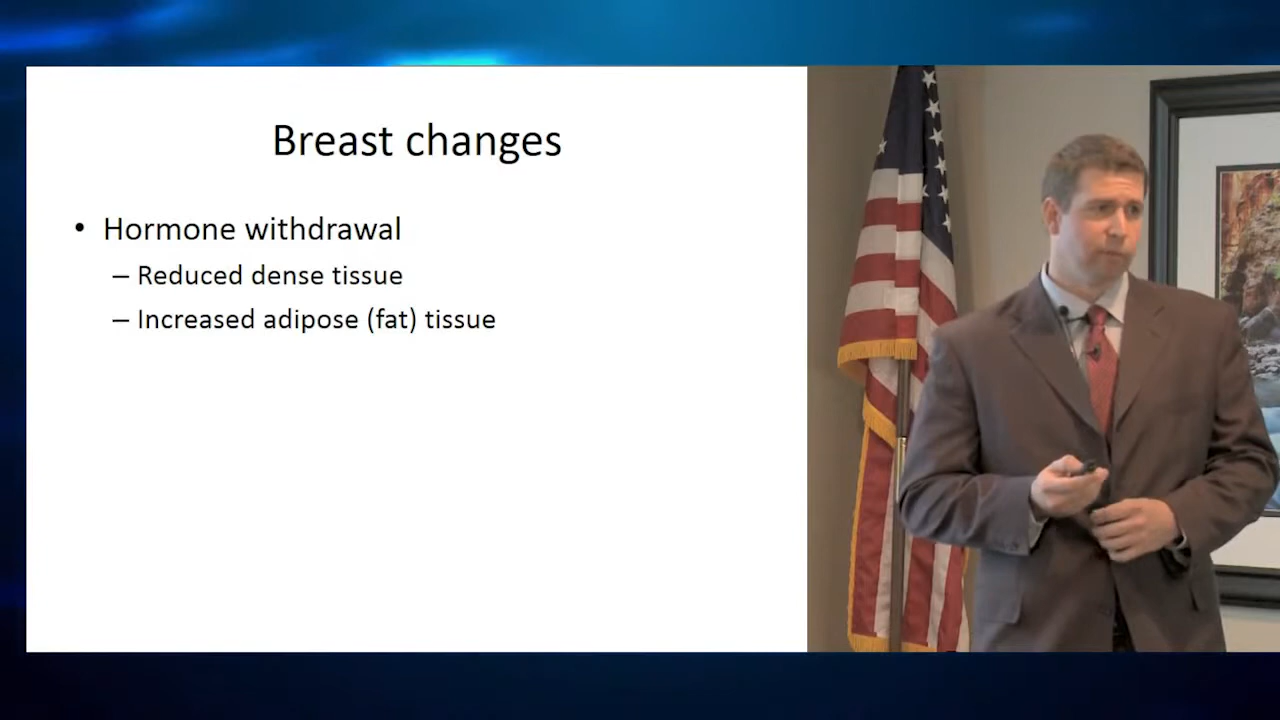 Breast changes
• Hormone withdrawal
– Reduced dense tissue
– Increased adipose (fat) tissue